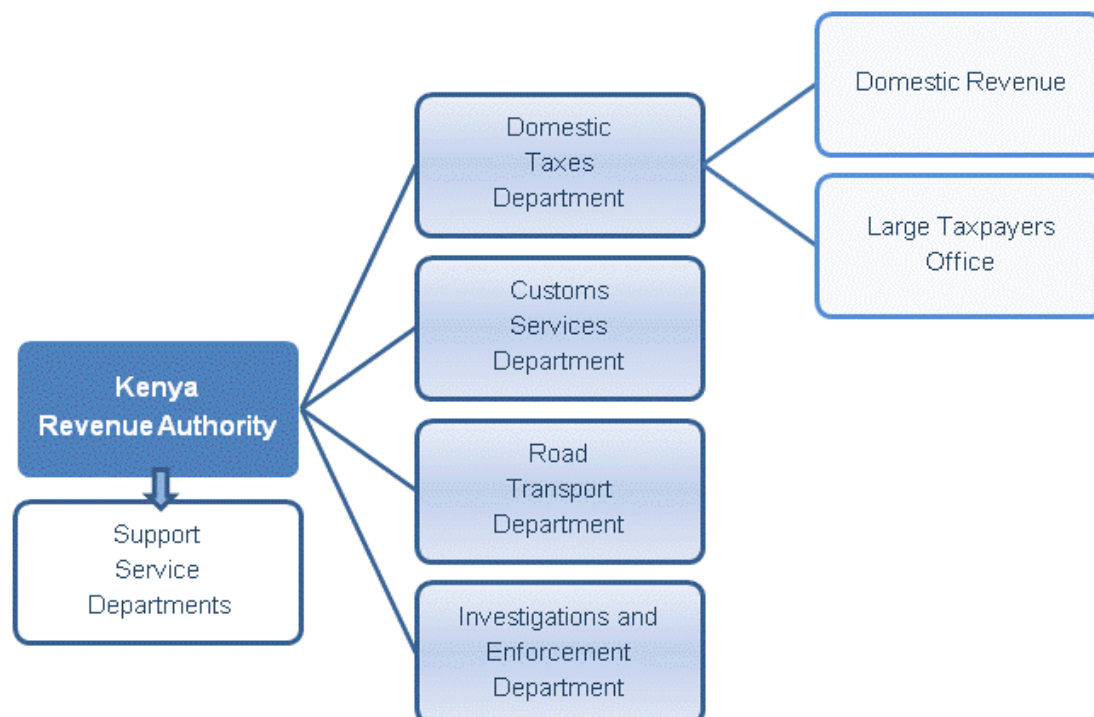 Kenya
Revenue Authority
Support
Service
Departments
Domestic
Taxes
Department
Customs
Services
Department
Road
Transport
Department
Investigations and
Enforcement
Department
Domestic Revenue
Large Taxpayers
Office